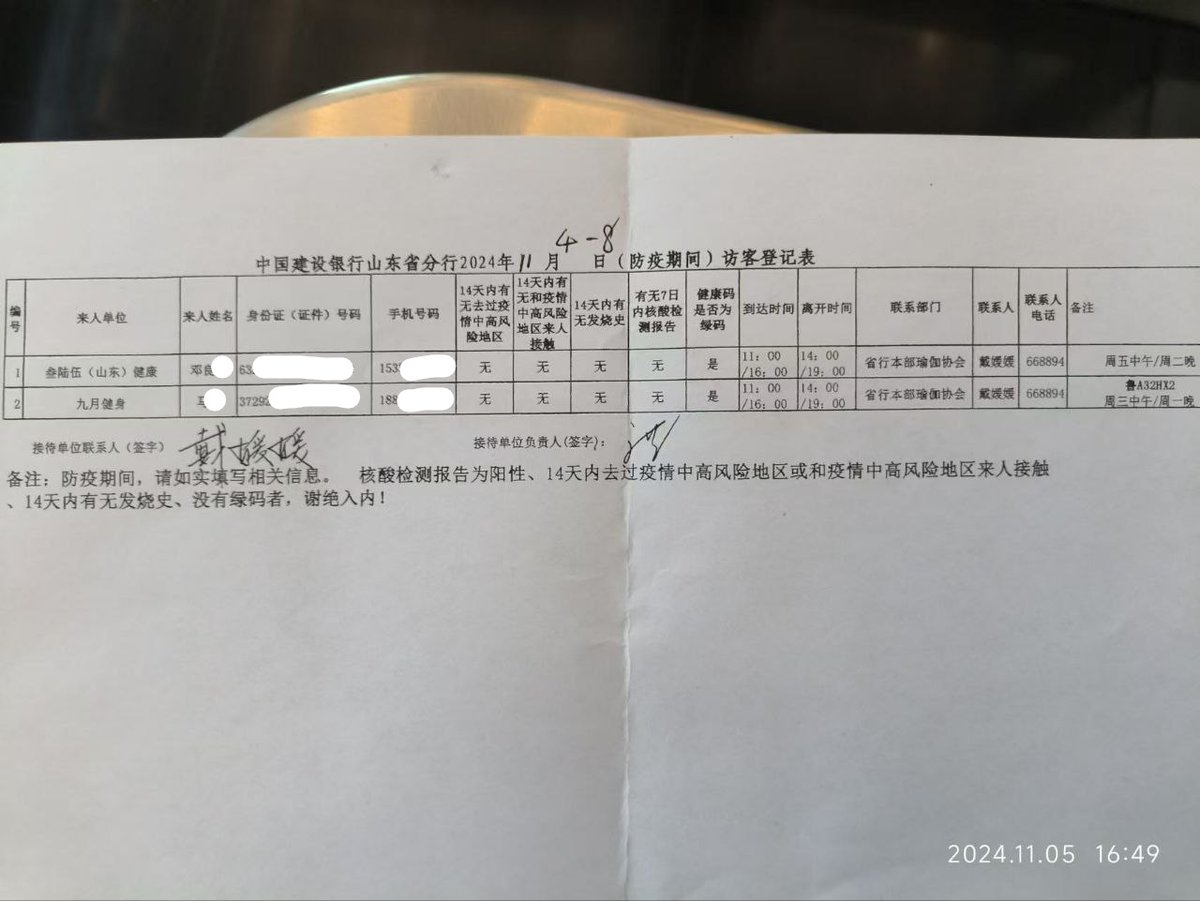 中国建设银行山东省分行2024年11月4-8日（防疫期间）访客登记表
编号 来人单位 来人姓名 身份证（证件）号码 手机号码 14天内有无去过疫情中高风险地区 14天内有无和疫情中高风险地区来人接触 14天内有无发烧史 有无7日内核酸检测报告 健康码是否为绿码 到达时间 离开时间 联系部门 联系人 联系人电话 备注
1 叁陆伍（山东）健康 邓良 63 153 无 无 无 无 是 11：00/16：00 14：00/19：00 省行本部瑜伽协会 戴媛媛 668894 周五中午/周二晚
2 九月健身 37292 188 无 无 无 无 是 11：00/16：00 14：00/19：00 省行本部瑜伽协会 戴媛媛 668894 鲁A32HX2 周三中午/周一晚
接待单位联系人（签字） 戴媛媛 接待单位负责人(签字)：
备注：防疫期间，请如实填写相关信息。 核酸检测报告为阳性、14天内去过疫情中高风险地区或和疫情中高风险地区来人接触
、14天内有无发烧史、没有绿码者，谢绝入内！
2024.11.05 16:49